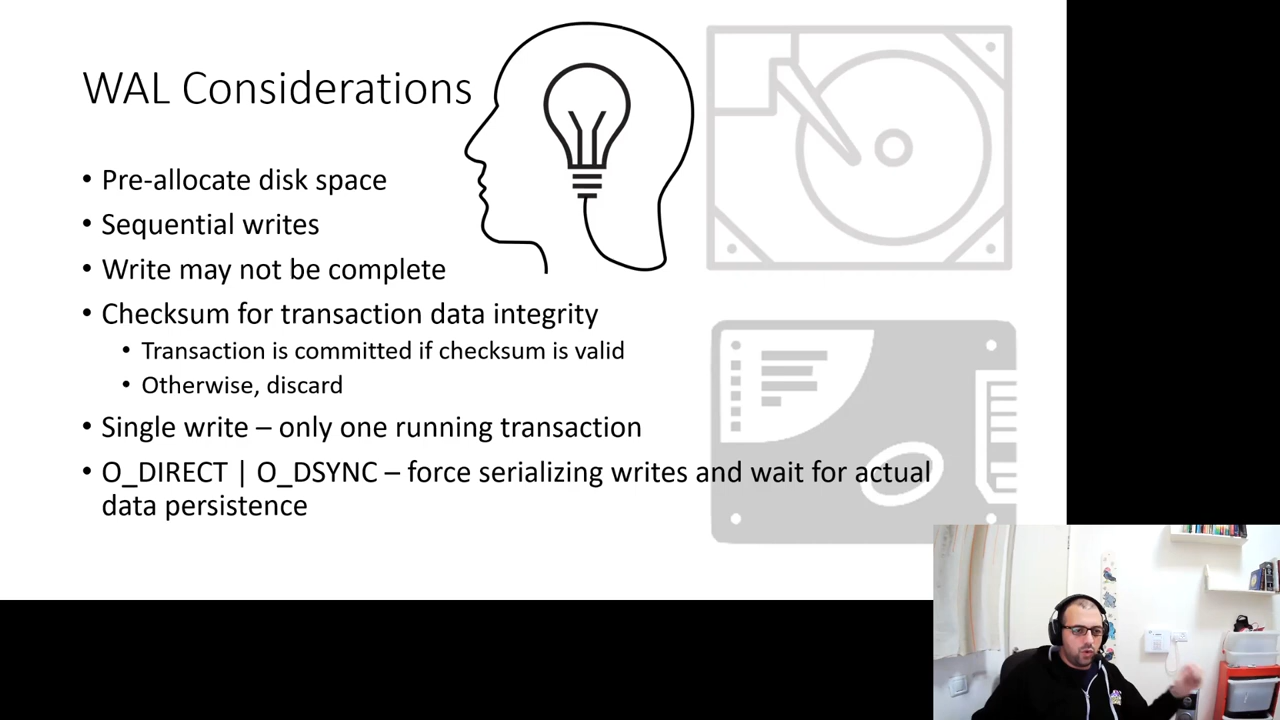 WAL Considerations
• Pre-allocate disk space
• Sequential writes
• Write may not be complete
• Checksum for transaction data integrity
• Transaction is committed if checksum is valid
• Otherwise, discard
• Single write – only one running transaction
• O_DIRECT | O_DSYNC – force serializing writes and wait for actual
data persistence